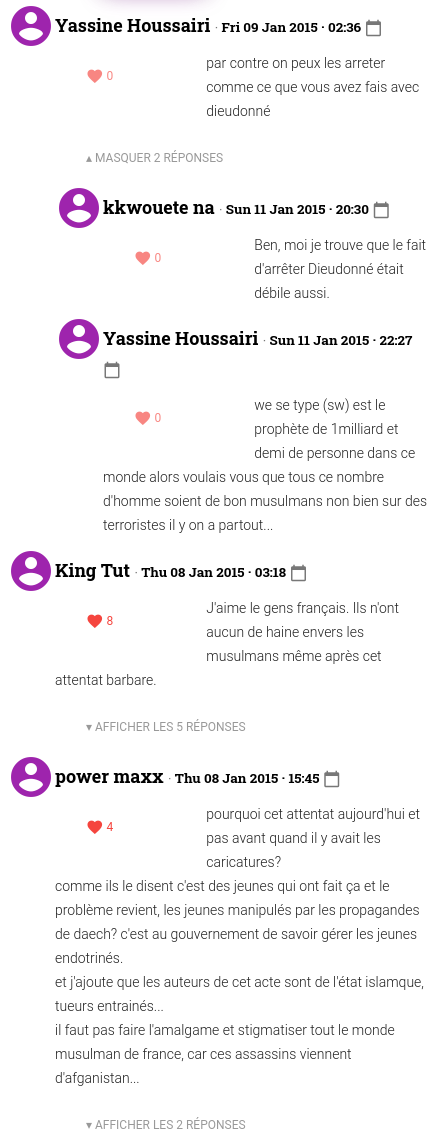 Yassine Houssairi · Fri 09 Jan 2015 · 02:36
par contre on peux les arreter
0
comme ce que vous avez fais avec
dieudonné
▴ MASQUER 2 RÉPONSES
kkwouete na · Sun 11 Jan 2015 · 20:30
Ben, moi je trouve que le fait
0
d'arrêter Dieudonné était
débile aussi.
Yassine Houssairi · Sun 11 Jan 2015 · 22:27
we se type (sw) est le
0
prophète de 1milliard et
demi de personne dans ce
monde alors voulais vous que tous ce nombre
d'homme soient de bon musulmans non bien sur des
terroristes il y on a partout...
King Tut · Thu 08 Jan 2015 · 03:18
J'aime le gens français. Ils n'ont
8
aucun de haine envers les
musulmans même après cet
attentat barbare.
▾ AFFICHER LES 5 RÉPONSES
power maxx · Thu 08 Jan 2015 · 15:45
pourquoi cet attentat aujourd'hui et
4
pas avant quand il y avait les
caricatures?
comme ils le disent c'est des jeunes qui ont fait ça et le
problème revient, les jeunes manipulés par les propagandes
de daech? c'est au gouvernement de savoir gérer les jeunes
endotrinés.
et j'ajoute que les auteurs de cet acte sont de l'état islamque,
tueurs entrainés...
il faut pas faire l'amalgame et stigmatiser tout le monde
musulman de france, car ces assassins viennent
d'afganistan...
▾ AFFICHER LES 2 RÉPONSES